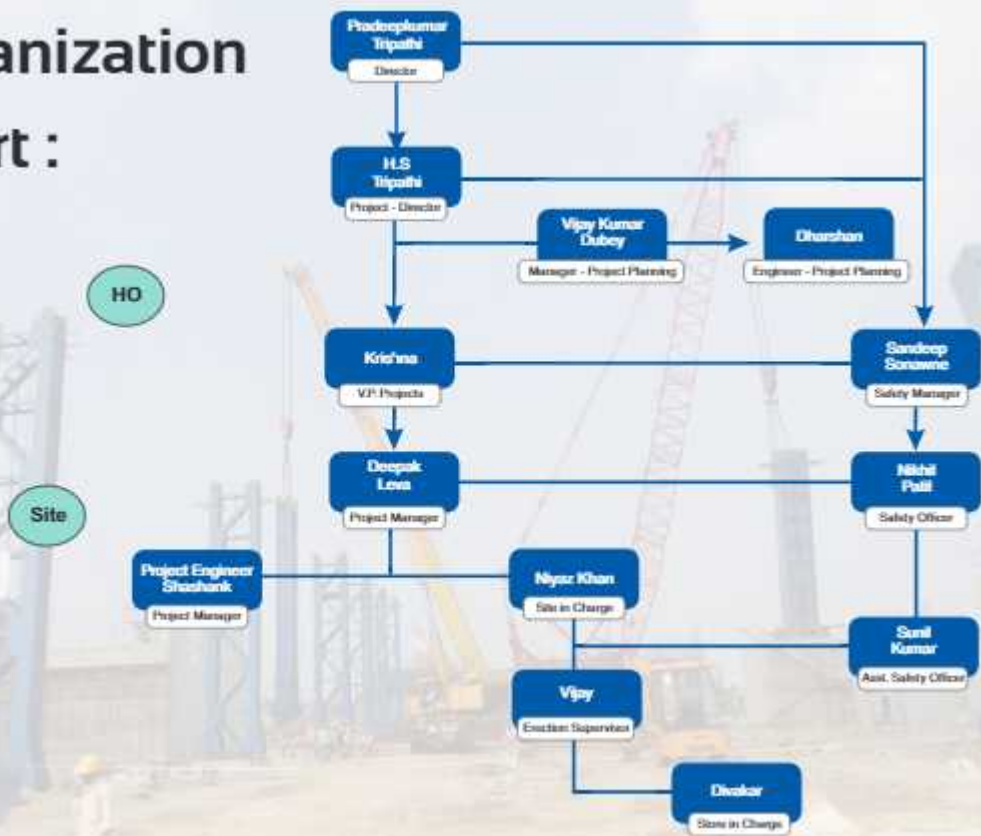 anization
rt :
Pradeepkumar
Tripathi
Director
H.S
Tripathi
Project - Director
Vijay Kumar
Dubey
Manager - Project Planning
Dharshan
Engineer - Project Planning
HO
Krishna
V.P. Projects
Sandeep
Sonawne
Safety Manager
Deepak
Leva
Project Manager
Nikhil
Patil
Safety Officer
Site
Project Engineer
Shashank
Project Manager
Niyaz Khan
Site in Charge
Sunil
Kumar
Asst. Safety Officer
Vijay
Erection Supervisor
Divakar
Store in Charge